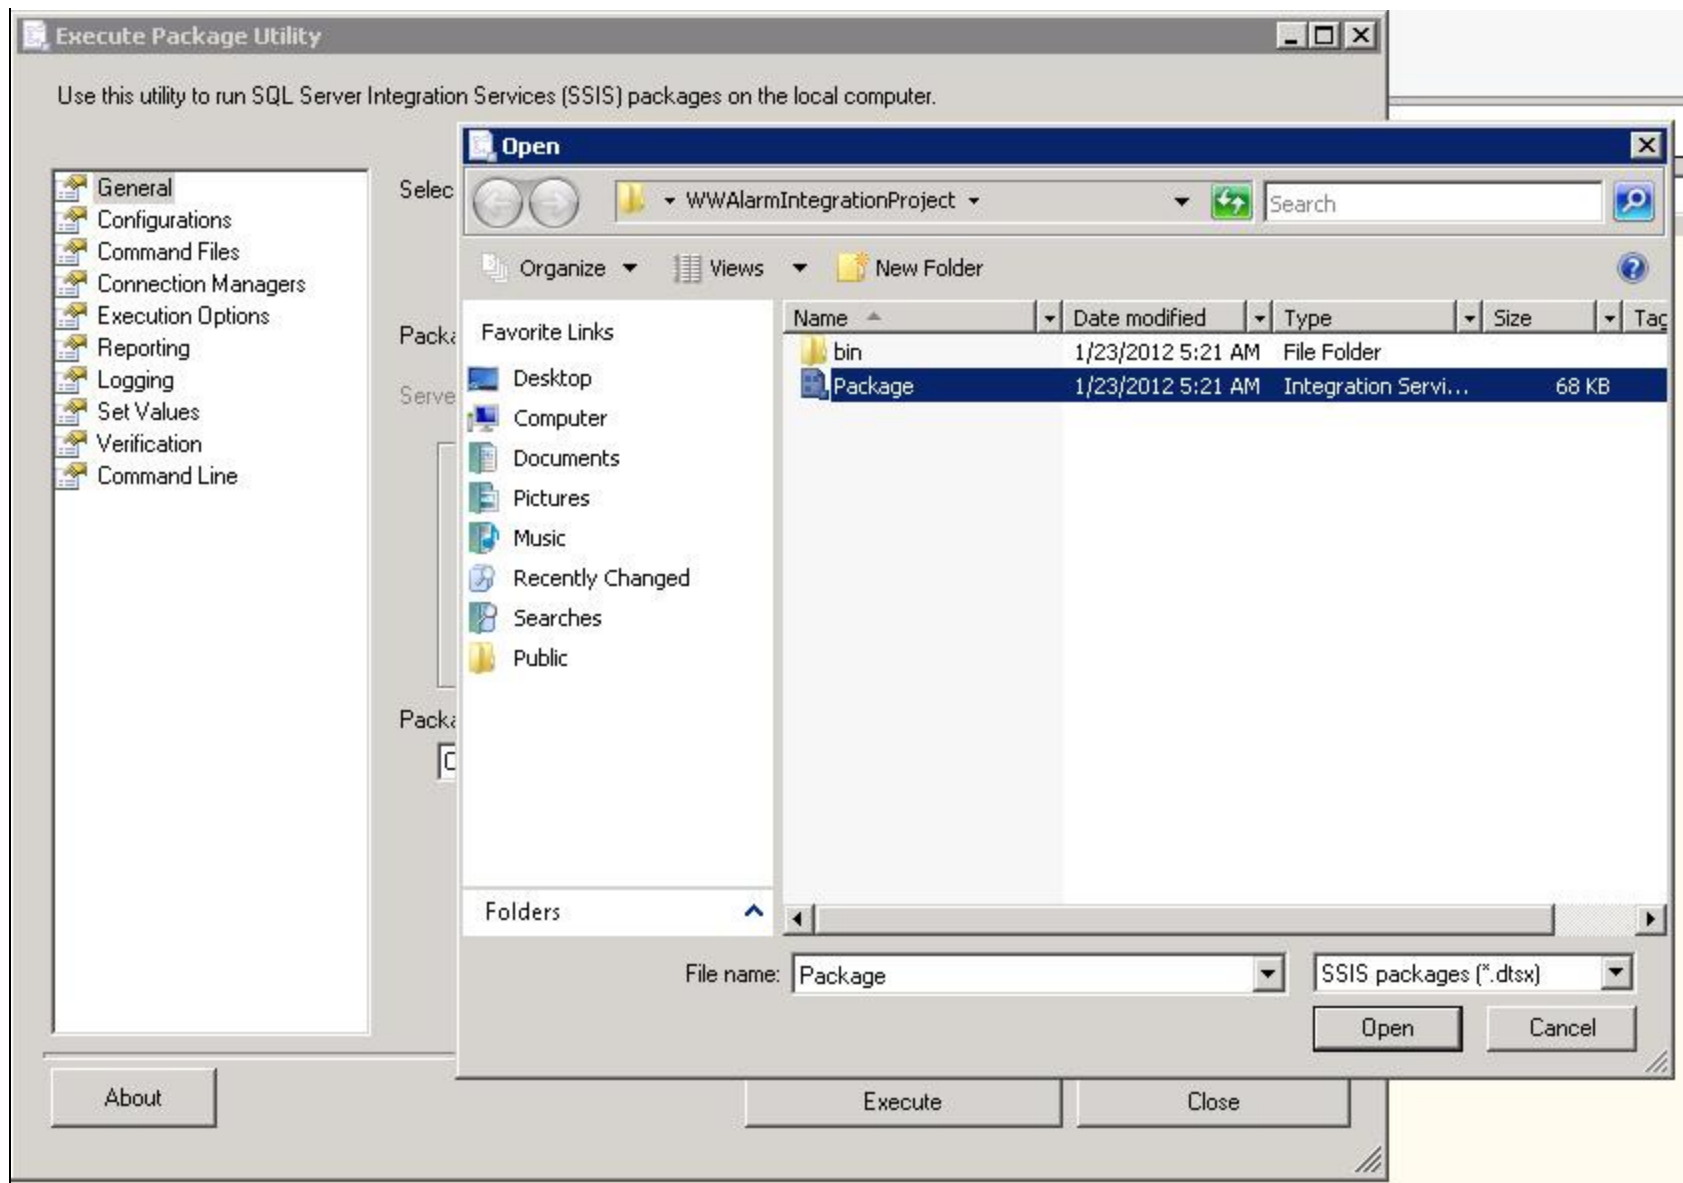 Execute Package Utility
Use this utility to run SQL Server Integration Services (SSIS) packages on the local computer.
General
Configurations
Command Files
Connection Managers
Execution Options
Reporting
Logging
Set Values
Verification
Command Line
Selec
Packa
Serve
Packa
C
Open
WWAlarmIntegrationProject
Search
Organize Views New Folder
Favorite Links
Desktop
Computer
Documents
Pictures
Music
Recently Changed
Searches
Public
Folders
Name Date modified Type Size Tag
bin 1/23/2012 5:21 AM File Folder
Package 1/23/2012 5:21 AM Integration Servi... 68 KB
File name: Package SSIS packages (*.dtsx)
Open Cancel
About Execute Close